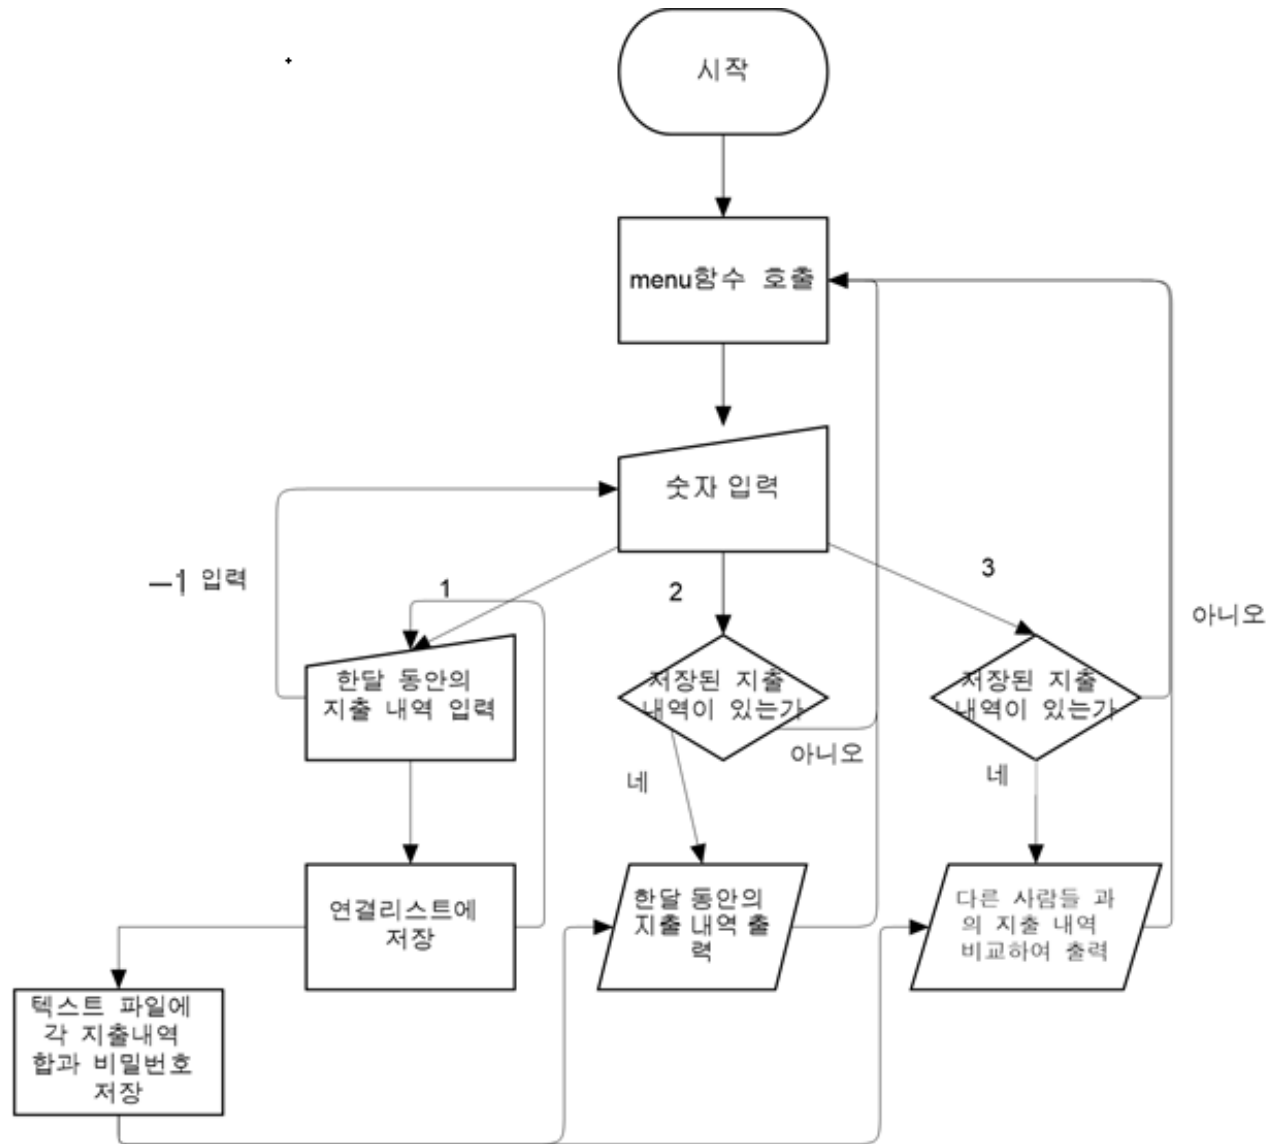 시작
menu함수 호출
숫자 입력
—1 입력
1
2
3
아니오
한달 동안의
지출 내역 입력
저장된 지출
내역이 있는가
저장된 지출
내역이 있는가
아니오
네
네
연결리스트에
저장
한달 동안의
지출 내역 출
력
다른 사람들 과
의 지출 내역
비교하여 출력
텍스트 파일에
각 지출내역
합과 비밀번호
저장